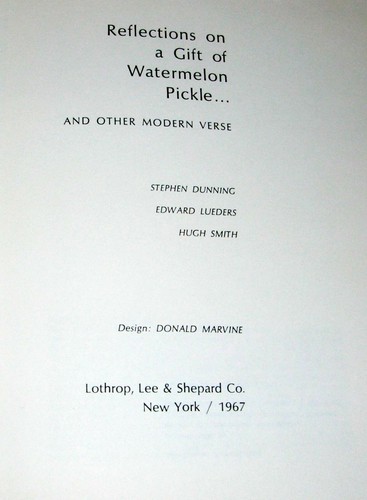 Reflections on
a Gift of
Watermelon
Pickle...
AND OTHER MODERN VERSE
STEPHEN DUNNING
EDWARD LUEDERS
HUGH SMITH
Design: DONALD MARVINE
Lothrop, Lee & Shepard Co.
New York / 1967